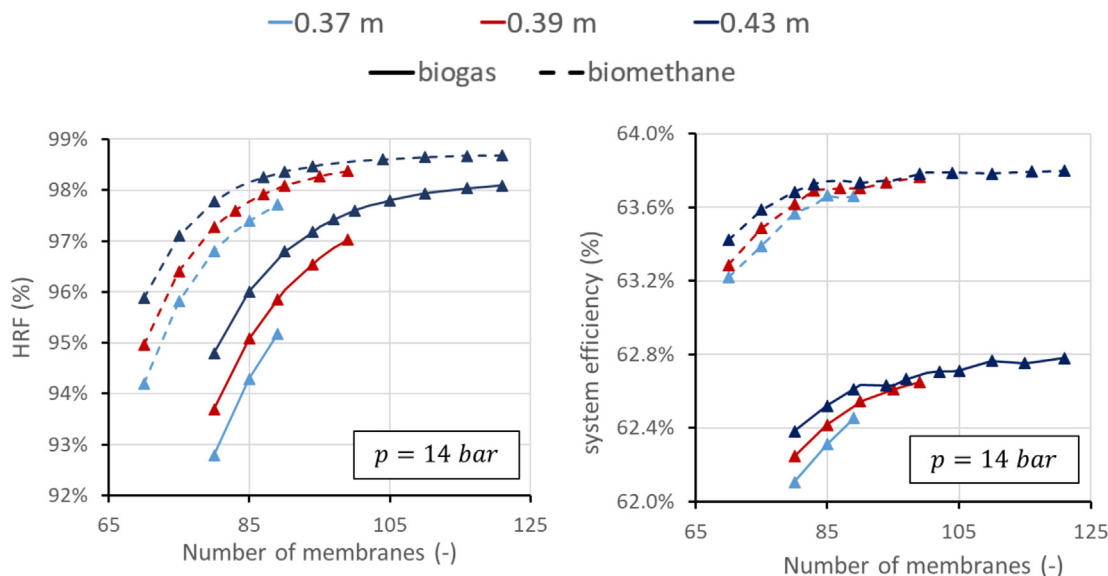 0.37 m 0.39 m 0.43 m
biogas biomethane
99%
98%
97%
96%
95%
94%
93%
92%
HRF (%)
65 85 105 125
Number of membranes (-)
p = 14 bar
64.0%
63.6%
63.2%
62.8%
62.4%
62.0%
system efficiency (%)
65 85 105 125
Number of membranes (-)
p = 14 bar